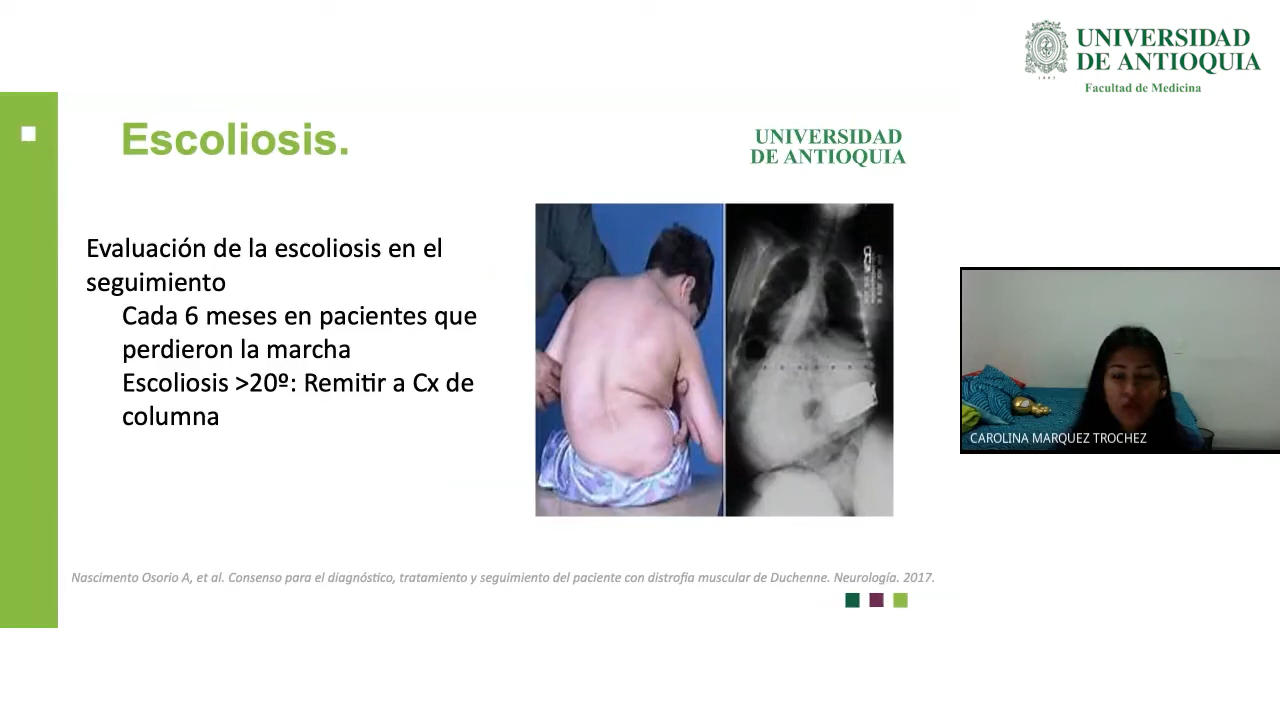 UNIVERSIDAD
DE ANTIOQUIA
Facultad de Medicina
Escoliosis.
UNIVERSIDAD
DE ANTIOQUIA
Evaluación de la escoliosis en el
seguimiento
Cada 6 meses en pacientes que
perdieron la marcha
Escoliosis >20º: Remitir a Cx de
columna
CAROLINA MARQUEZ TROCHEZ
Nascimento Osorio A, et al. Consenso para el diagnóstico, tratamiento y seguimiento del paciente con distrofia muscular de Duchenne. Neurología. 2017.